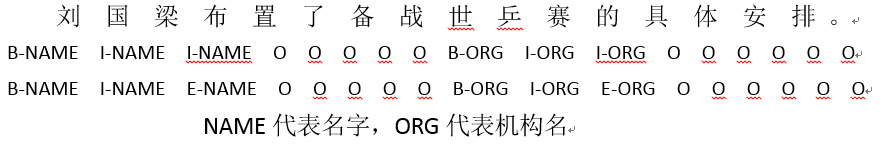 刘 国 梁 布 置 了 备 战 世 乒 赛 的 具 体 安 排 。
B-NAME I-NAME I-NAME O O O O O B-ORG I-ORG I-ORG O O O O O O
B-NAME I-NAME E-NAME O O O O O B-ORG I-ORG E-ORG O O O O O O
NAME 代表名字，ORG 代表机构名